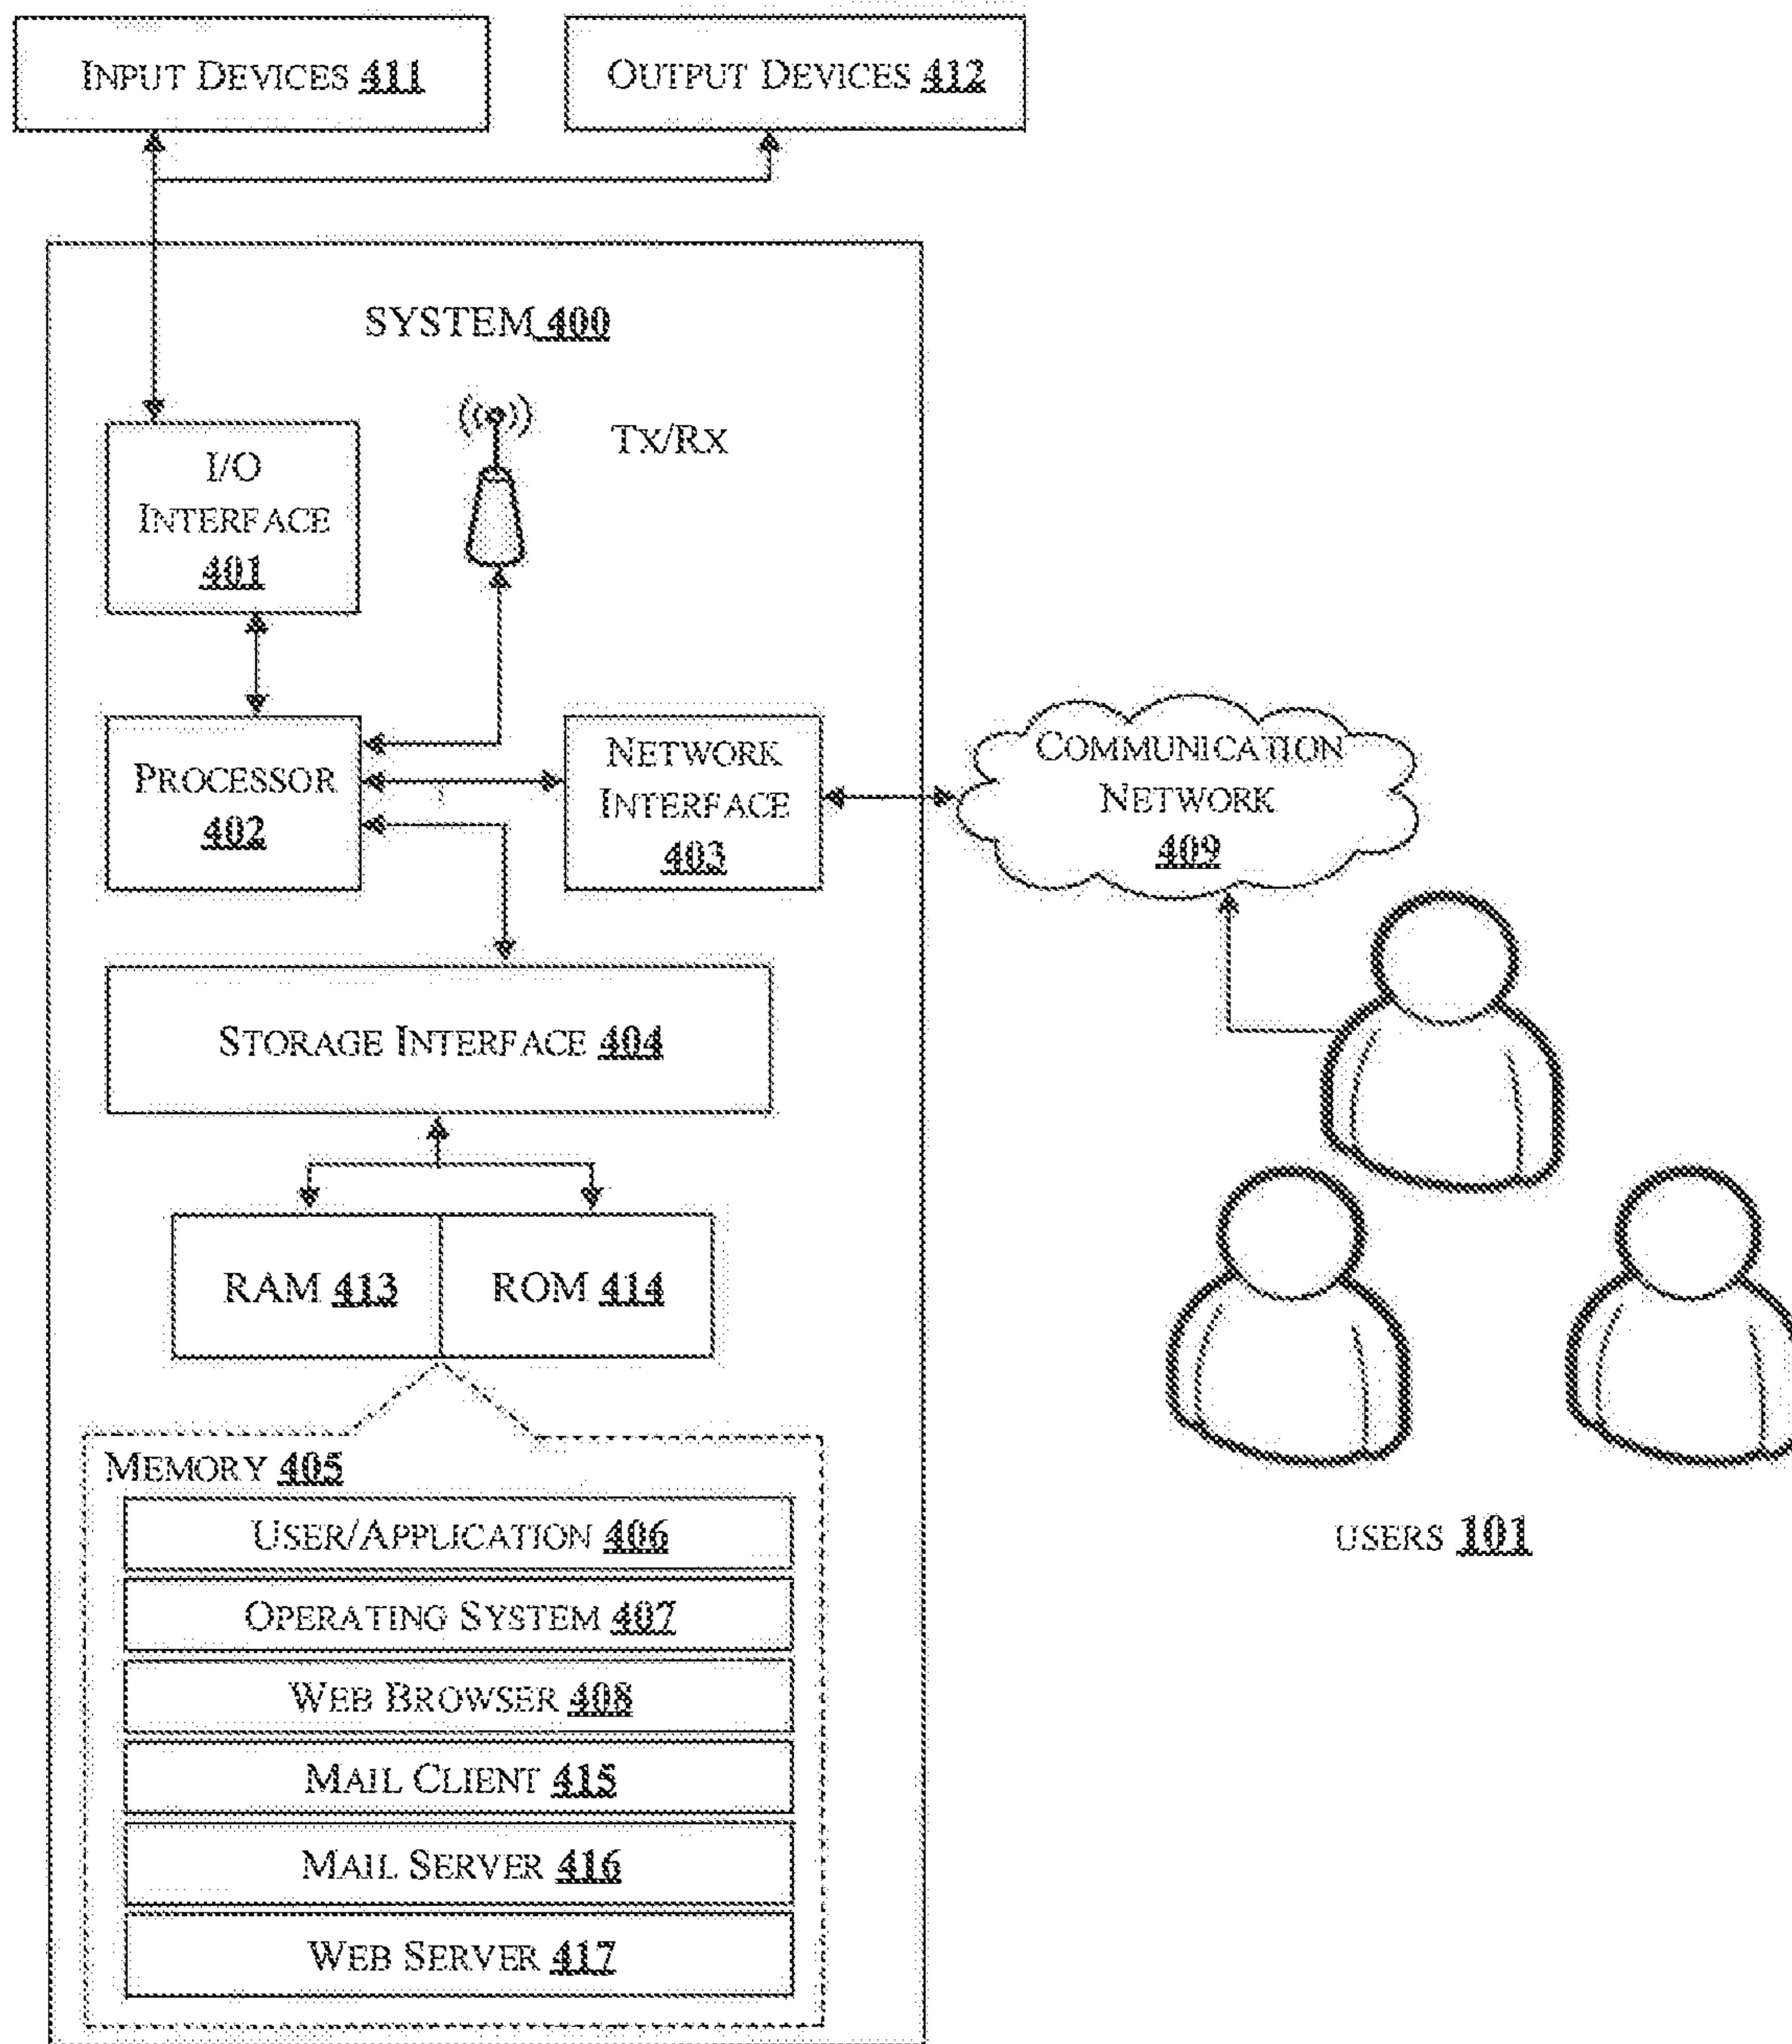 INPUT DEVICES 411
OUTPUT DEVICES 412
SYSTEM 400
I/O
INTERFACE
401
TX/RX
PROCESSOR
402
NETWORK
INTERFACE
403
COMMUNICATION
NETWORK
409
STORAGE INTERFACE 404
RAM 413
ROM 414
MEMORY 405
USER/APPLICATION 406
OPERATING SYSTEM 407
WEB BROWSER 408
MAIL CLIENT 415
MAIL SERVER 416
WEB SERVER 417
USERS 101